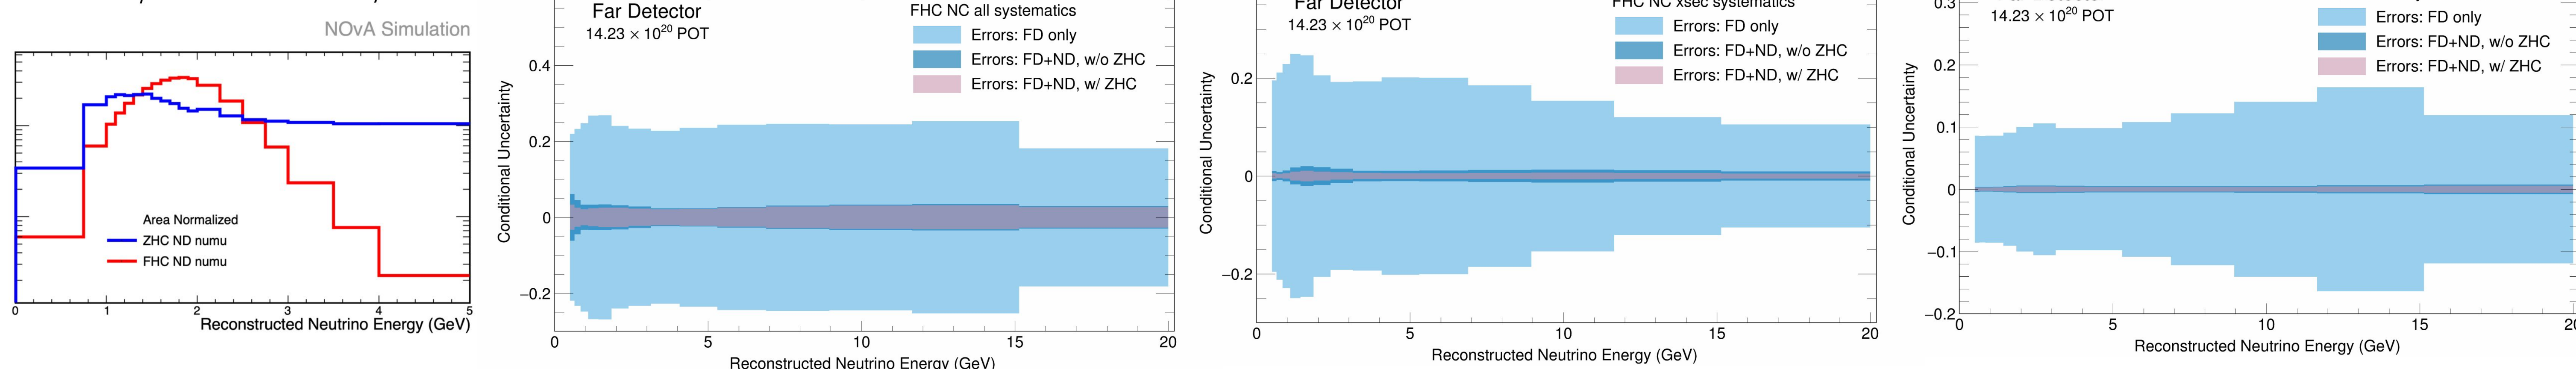 NOvA Simulation
Area Normalized
ZHC ND numu
FHC ND numu
0 1 2 3 4 5
Reconstructed Neutrino Energy (GeV)
Far Detector
14.23 × 10²⁰ POT
FHC NC all systematics
Errors: FD only
Errors: FD+ND, w/o ZHC
Errors: FD+ND, w/ ZHC
Conditional Uncertainty
0.4
0.2
0
−0.2
0 5 10 15 20
Reconstructed Neutrino Energy (GeV)
Far Detector
14.23 × 10²⁰ POT
FHC NC xsec systematics
Errors: FD only
Errors: FD+ND, w/o ZHC
Errors: FD+ND, w/ ZHC
Conditional Uncertainty
0.2
0
−0.2
0 5 10 15 20
Reconstructed Neutrino Energy (GeV)
14.23 × 10²⁰ POT
Errors: FD only
Errors: FD+ND, w/o ZHC
Errors: FD+ND, w/ ZHC
Conditional Uncertainty
0.3
0.2
0.1
0
−0.1
−0.2
0 5 10 15
Reconstructed Neutrino Energy (GeV)